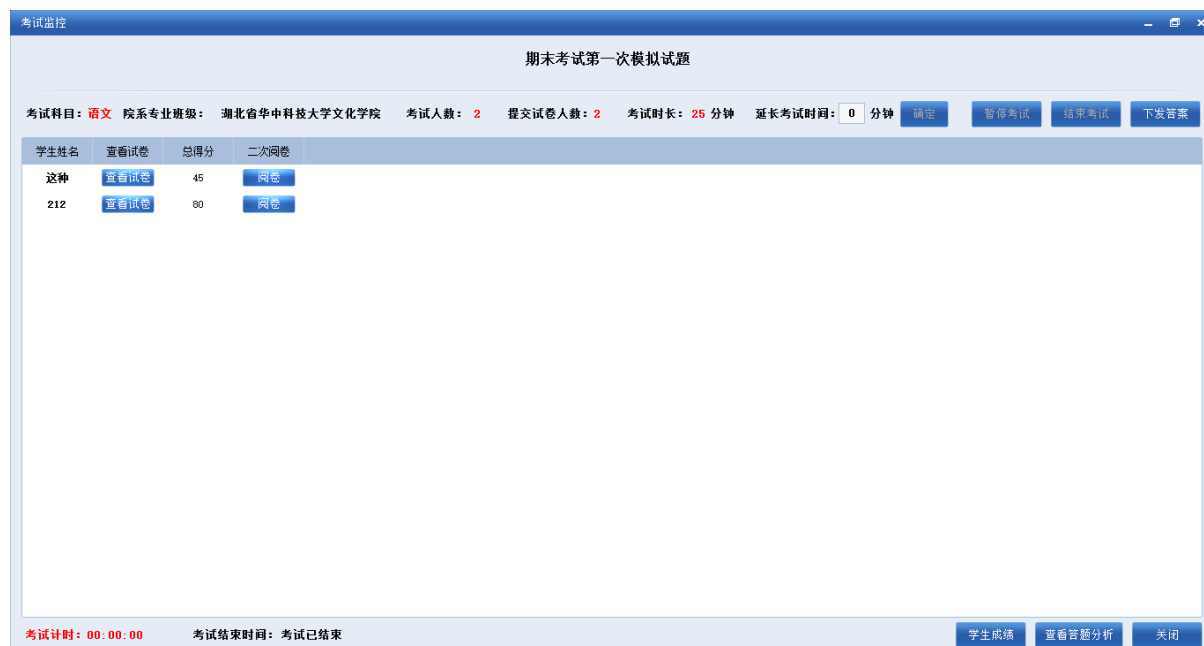 考试监控
期末考试第一次模拟试题
考试科目：语文 院系专业班级： 湖北省华中科技大学文化学院 考试人数： 2 提交试卷人数：2 考试时长： 25 分钟 延长考试时间： 0 分钟 确定 暂停考试 结束考试 下发答案
学生姓名 查看试卷 总得分 二次阅卷
这种 查看试卷 45 阅卷
212 查看试卷 80 阅卷
考试计时：00:00:00 考试结束时间：考试已结束 学生成绩 查看答题分析 关闭